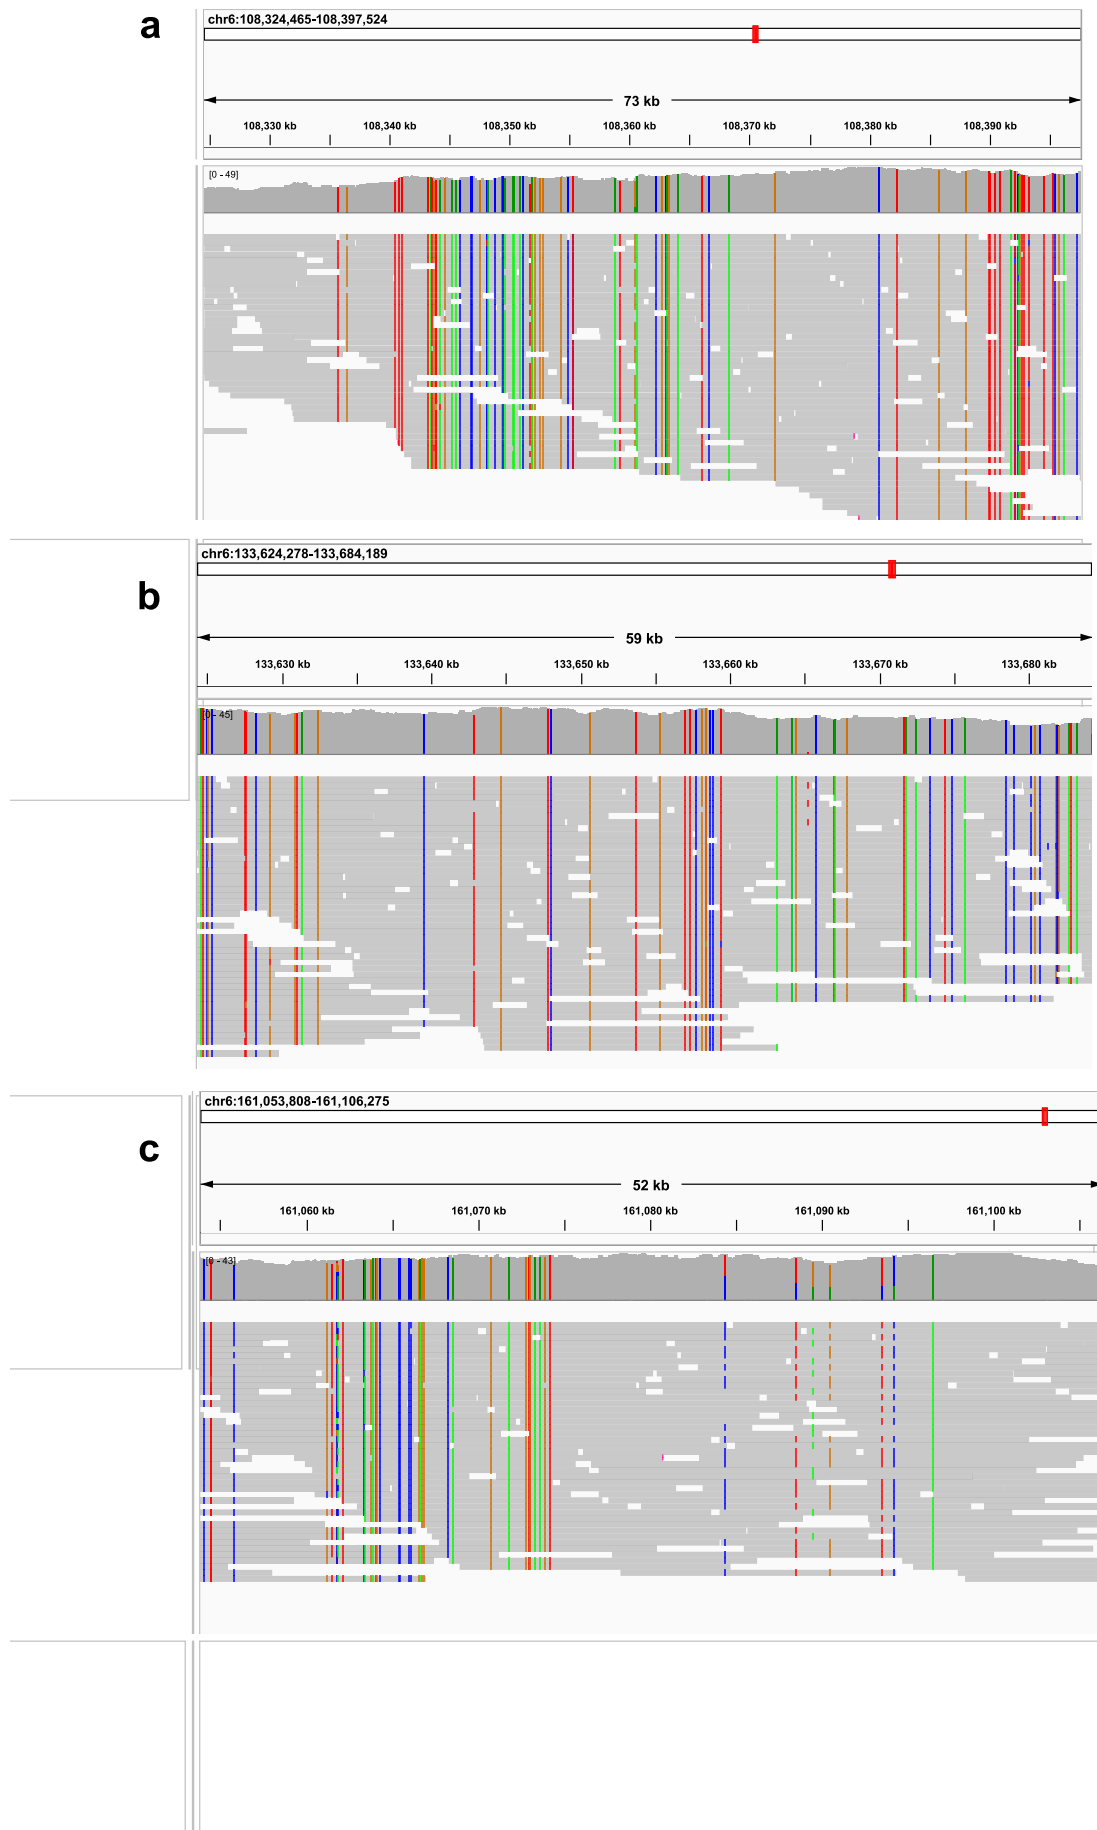 a
chr6:108,324,465-108,397,524
73 kb
108,330 kb 108,340 kb 108,350 kb 108,360 kb 108,370 kb 108,380 kb 108,390 kb
[0 - 49]
b
chr6:133,624,278-133,684,189
59 kb
133,630 kb 133,640 kb 133,650 kb 133,660 kb 133,670 kb 133,680 kb
[0 - 45]
c
chr6:161,053,808-161,106,275
52 kb
161,060 kb 161,070 kb 161,080 kb 161,090 kb 161,100 kb
[0 - 43]